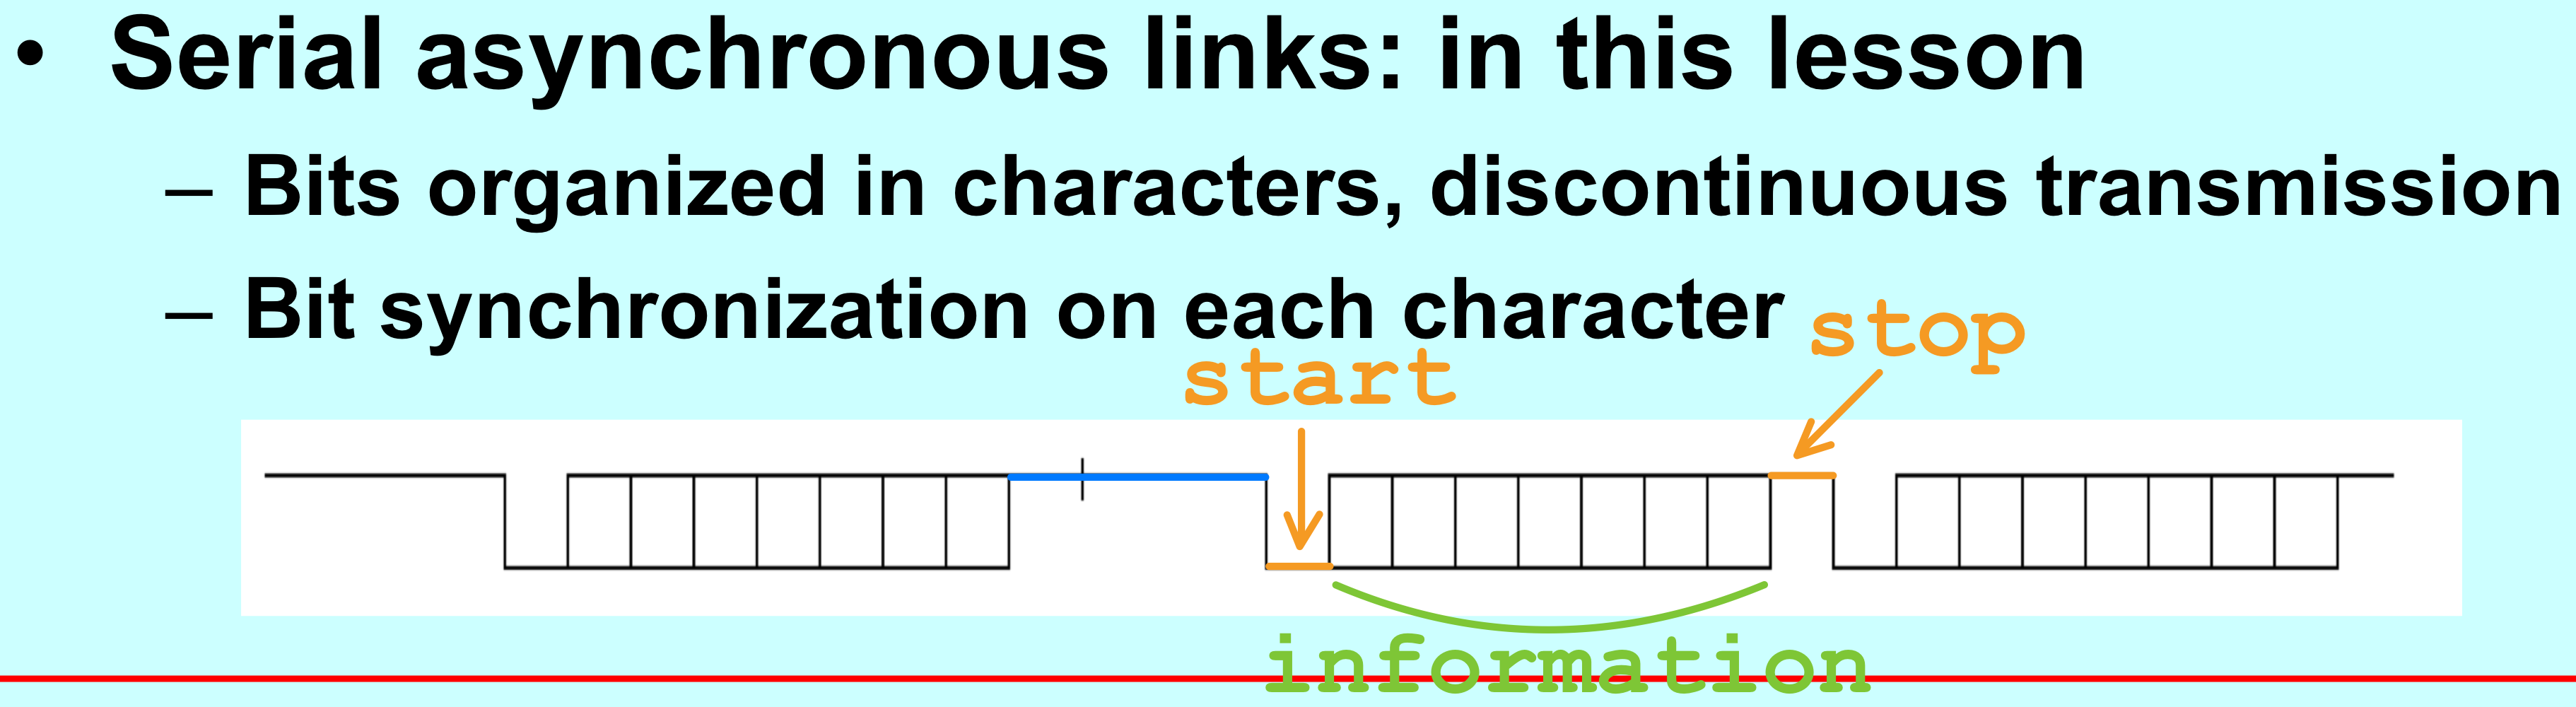 • Serial asynchronous links: in this lesson
– Bits organized in characters, discontinuous transmission
– Bit synchronization on each character
stop
start
information